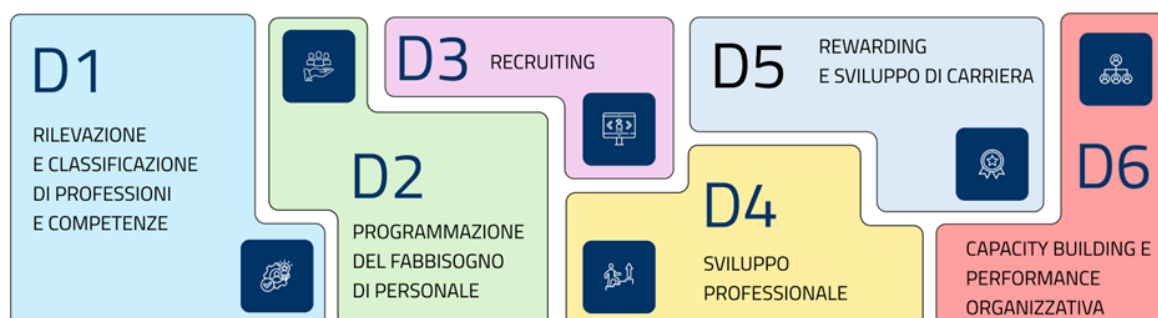 D1
RILEVAZIONE
E CLASSIFICAZIONE
DI PROFESSIONI
E COMPETENZE
D2
PROGRAMMAZIONE
DEL FABBISOGNO
DI PERSONALE
D3
RECRUITING
D4
SVILUPPO
PROFESSIONALE
D5
REWARDING
E SVILUPPO DI CARRIERA
D6
CAPACITY BUILDING E
PERFORMANCE
ORGANIZZATIVA